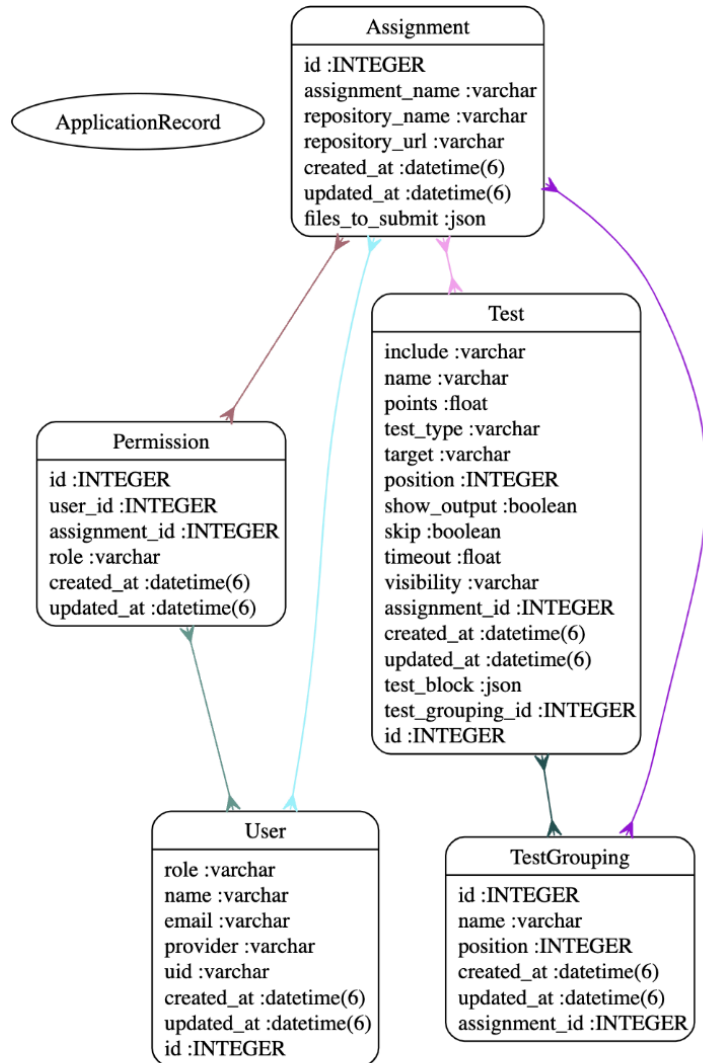 Assignment
id :INTEGER
assignment_name :varchar
repository_name :varchar
repository_url :varchar
created_at :datetime(6)
updated_at :datetime(6)
files_to_submit :json
ApplicationRecord
Test
include :varchar
name :varchar
points :float
test_type :varchar
target :varchar
position :INTEGER
show_output :boolean
skip :boolean
timeout :float
visibility :varchar
assignment_id :INTEGER
created_at :datetime(6)
updated_at :datetime(6)
test_block :json
test_grouping_id :INTEGER
id :INTEGER
Permission
id :INTEGER
user_id :INTEGER
assignment_id :INTEGER
role :varchar
created_at :datetime(6)
updated_at :datetime(6)
User
role :varchar
name :varchar
email :varchar
provider :varchar
uid :varchar
created_at :datetime(6)
updated_at :datetime(6)
id :INTEGER
TestGrouping
id :INTEGER
name :varchar
position :INTEGER
created_at :datetime(6)
updated_at :datetime(6)
assignment_id :INTEGER